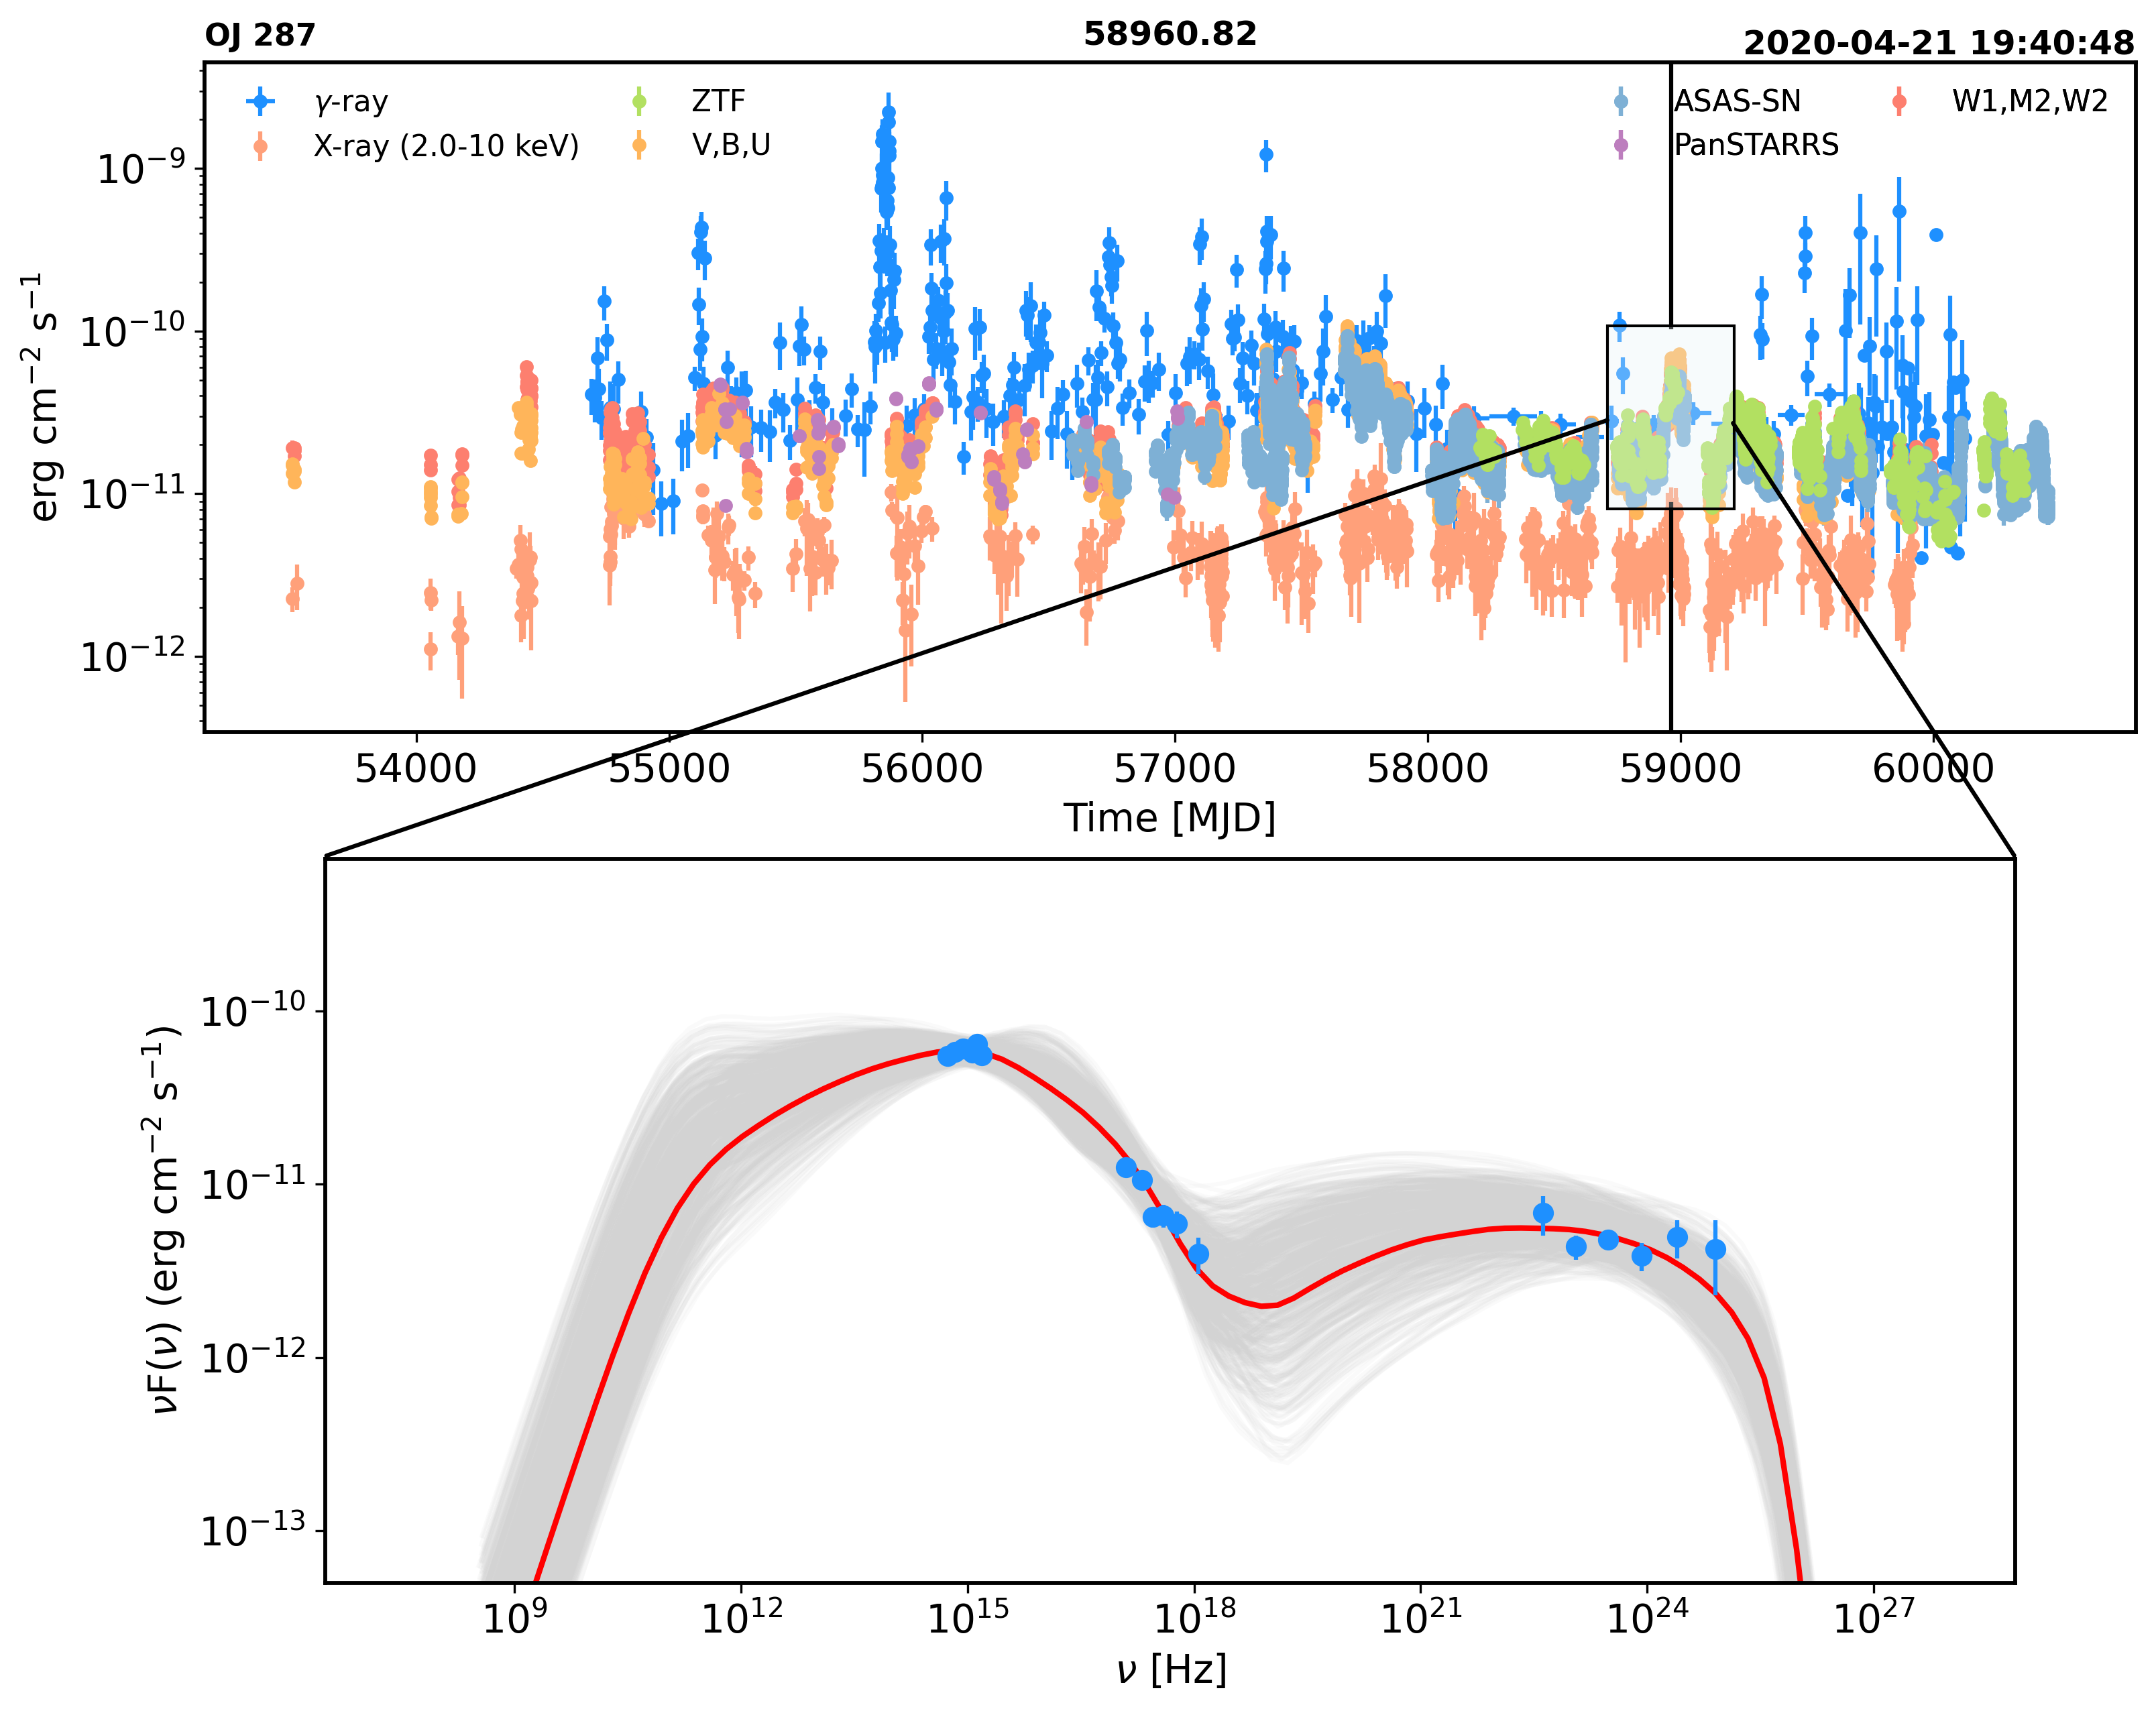 OJ 287 58960.82 2020-04-21 19:40:48
γ-ray ZTF ASAS-SN W1,M2,W2
X-ray (2.0-10 keV) V,B,U PanSTARRS
erg cm⁻² s⁻¹
10⁻⁹
10⁻¹⁰
10⁻¹¹
10⁻¹²
54000 55000 56000 57000 58000 59000 60000
Time [MJD]
νF(ν) (erg cm⁻² s⁻¹)
10⁻¹⁰
10⁻¹¹
10⁻¹²
10⁻¹³
10⁹ 10¹² 10¹⁵ 10¹⁸ 10²¹ 10²⁴ 10²⁷
ν [Hz]